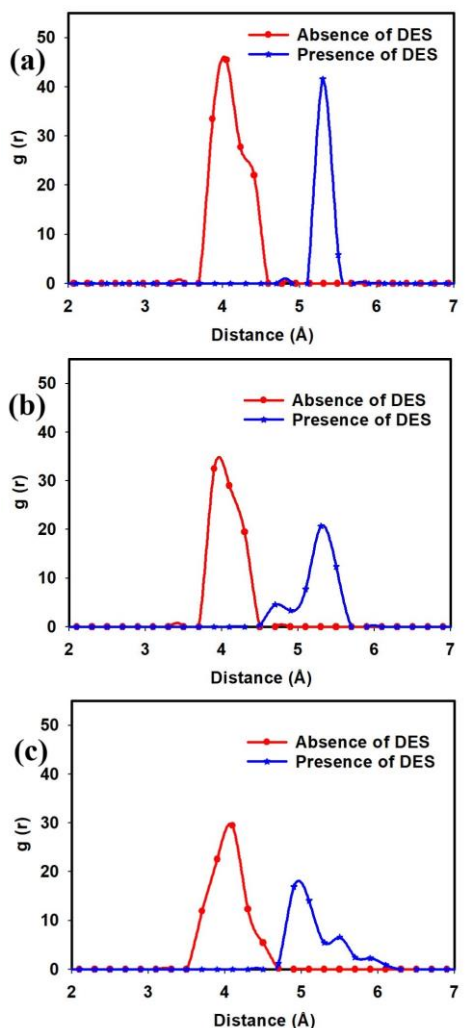 (a)
50
40
30
20
10
0
g (r)
Absence of DES
Presence of DES
2 3 4 5 6 7
Distance (Å)
(b)
50
40
30
20
10
0
g (r)
Absence of DES
Presence of DES
2 3 4 5 6 7
Distance (Å)
(c)
50
40
30
20
10
0
g (r)
Absence of DES
Presence of DES
2 3 4 5 6 7
Distance (Å)